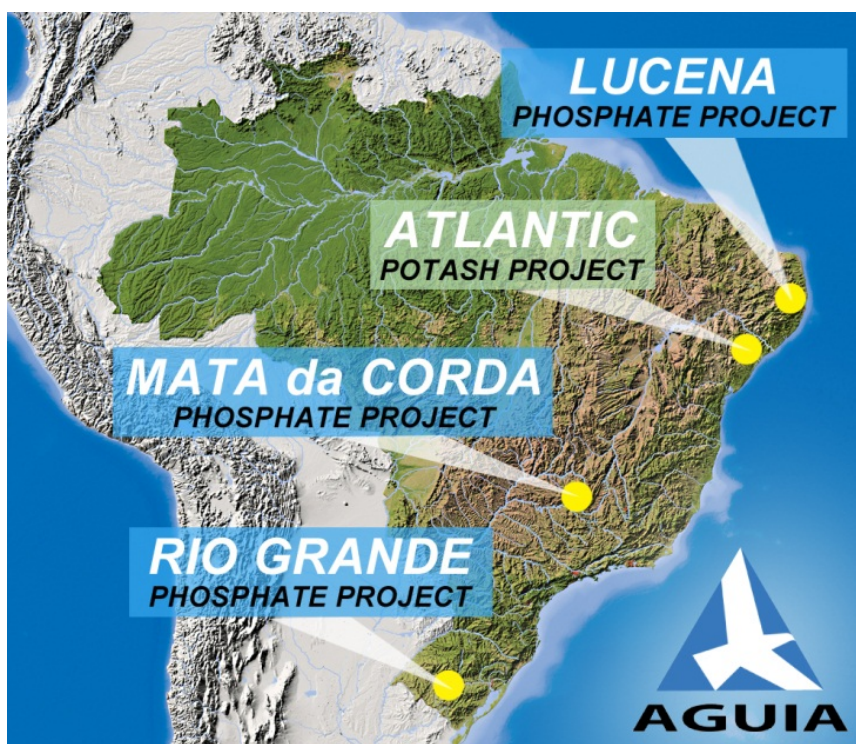 LUCENA
PHOSPHATE PROJECT
ATLANTIC
POTASH PROJECT
MATA da CORDA
PHOSPHATE PROJECT
RIO GRANDE
PHOSPHATE PROJECT
AGUIA